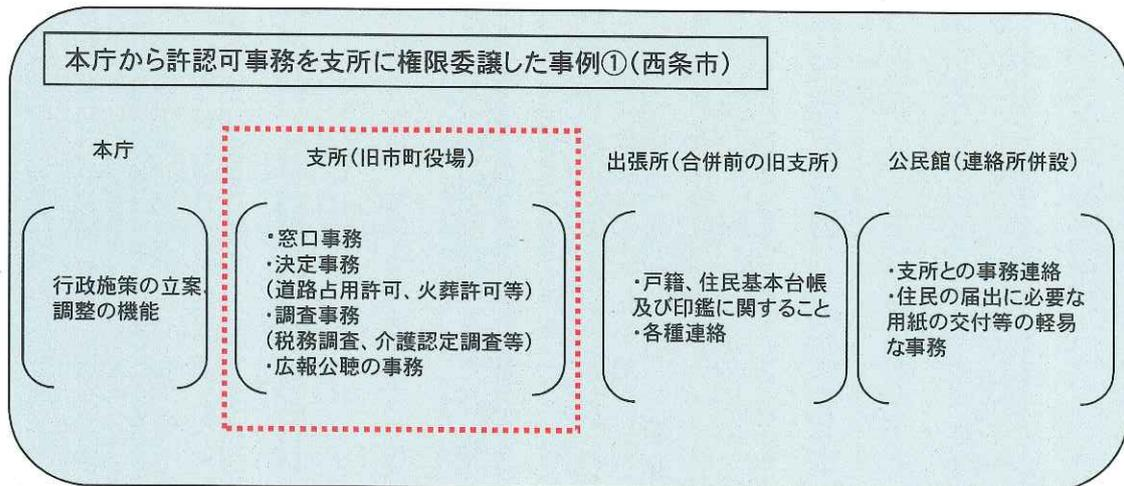 本庁から許認可事務を支所に権限委譲した事例①(西条市)
本庁
行政施策の立案、
調整の機能
支所(旧市町役場)
・窓口事務
・決定事務
(道路占用許可、火葬許可等)
・調査事務
(税務調査、介護認定調査等)
・広報公聴の事務
出張所(合併前の旧支所)
・戸籍、住民基本台帳
及び印鑑に関すること
・各種連絡
公民館(連絡所併設)
・支所との事務連絡
・住民の届出に必要な
用紙の交付等の軽易
な事務